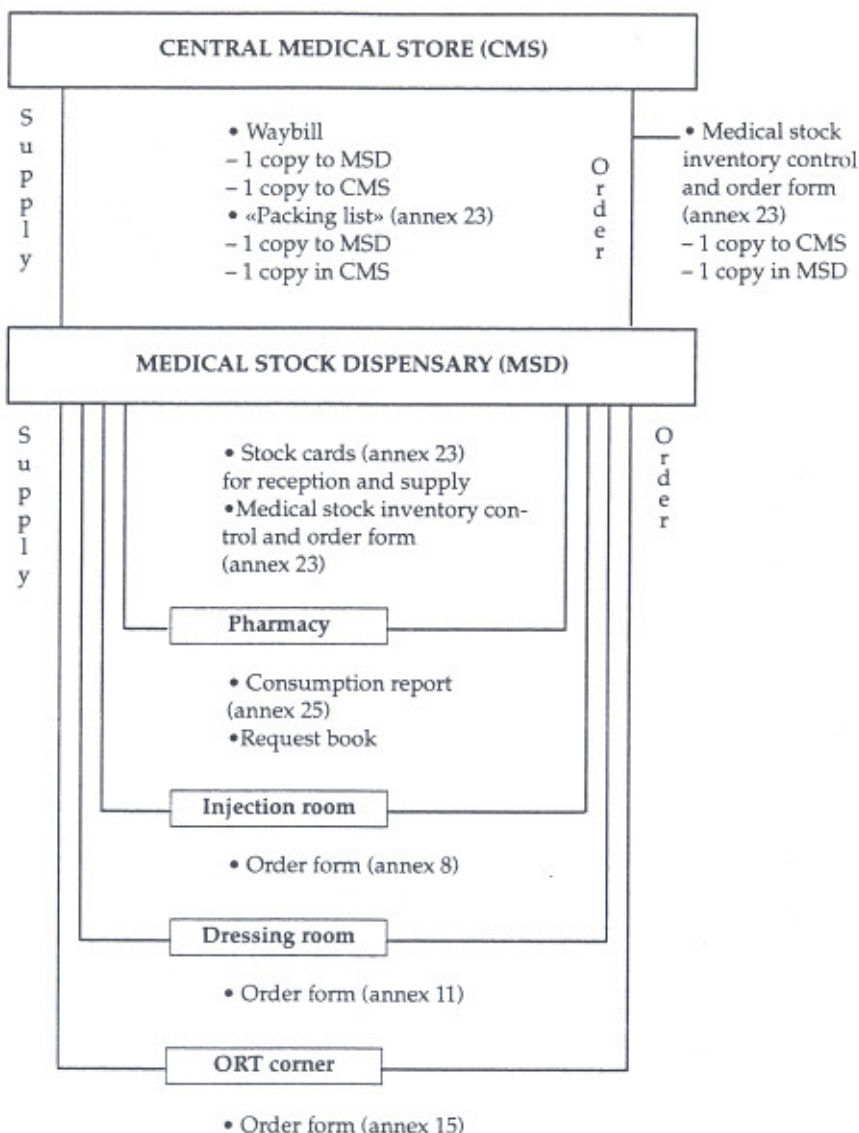 CENTRAL MEDICAL STORE (CMS)
Supply
• Waybill
– 1 copy to MSD
– 1 copy to CMS
• «Packing list» (annex 23)
– 1 copy to MSD
– 1 copy in CMS
Order
• Medical stock
inventory control
and order form
(annex 23)
– 1 copy to CMS
– 1 copy in MSD
MEDICAL STOCK DISPENSARY (MSD)
Supply
• Stock cards (annex 23)
for reception and supply
•Medical stock inventory con-
trol and order form
(annex 23)
Order
Pharmacy
• Consumption report
(annex 25)
•Request book
Injection room
• Order form (annex 8)
Dressing room
• Order form (annex 11)
ORT corner
• Order form (annex 15)